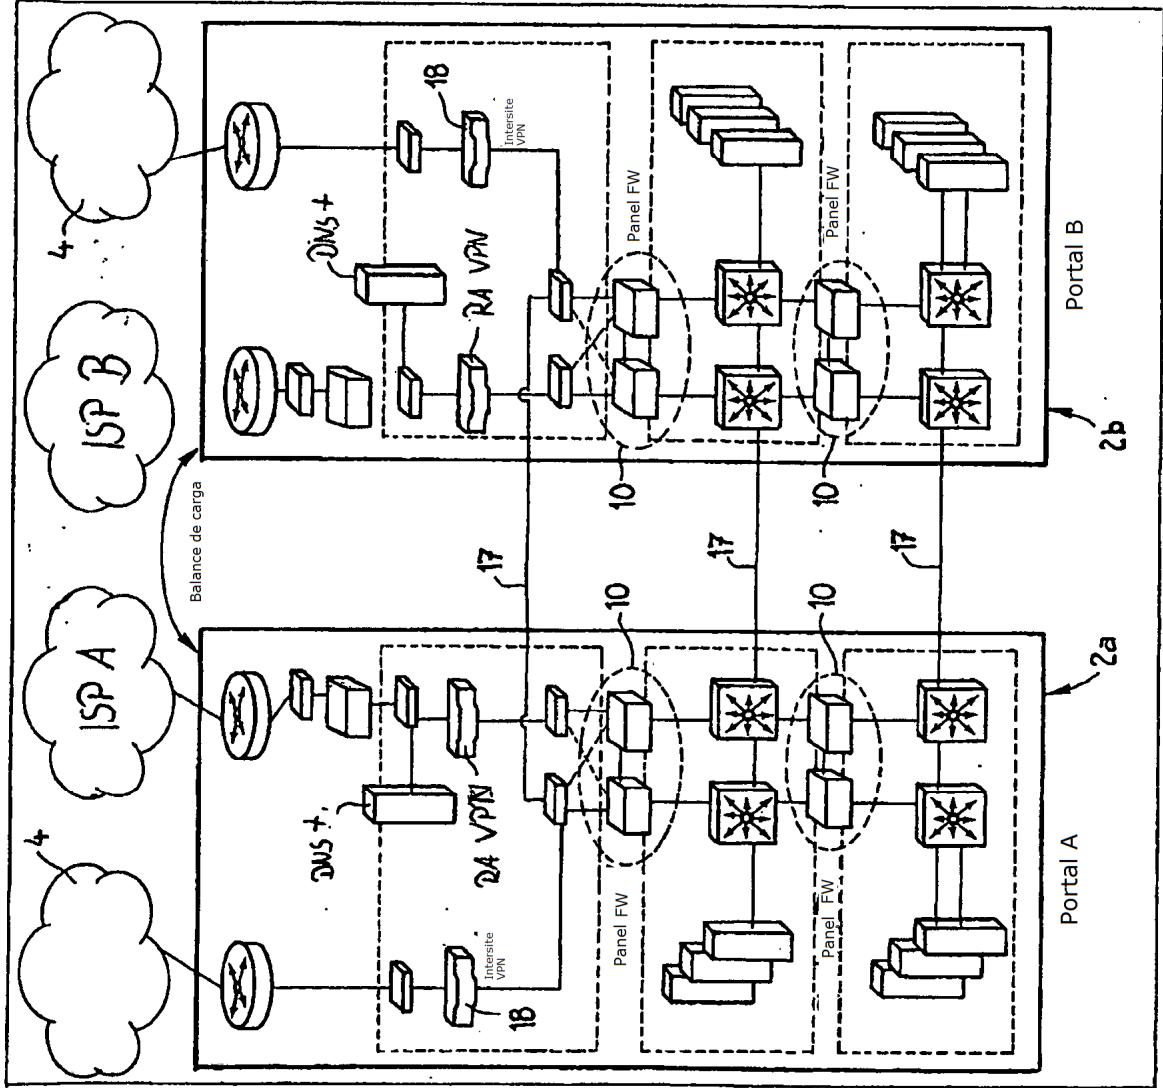 4
ISP A
ISP B
4
Balance de carga
18
Intersite
VPN
DNS +
RA VPN
Panel FW
10
Panel FW
10
Portal B
2b
17
17
17
DNS +
RA VPN
18
Intersite
VPN
10
Panel FW
10
Panel FW
2a
Portal A